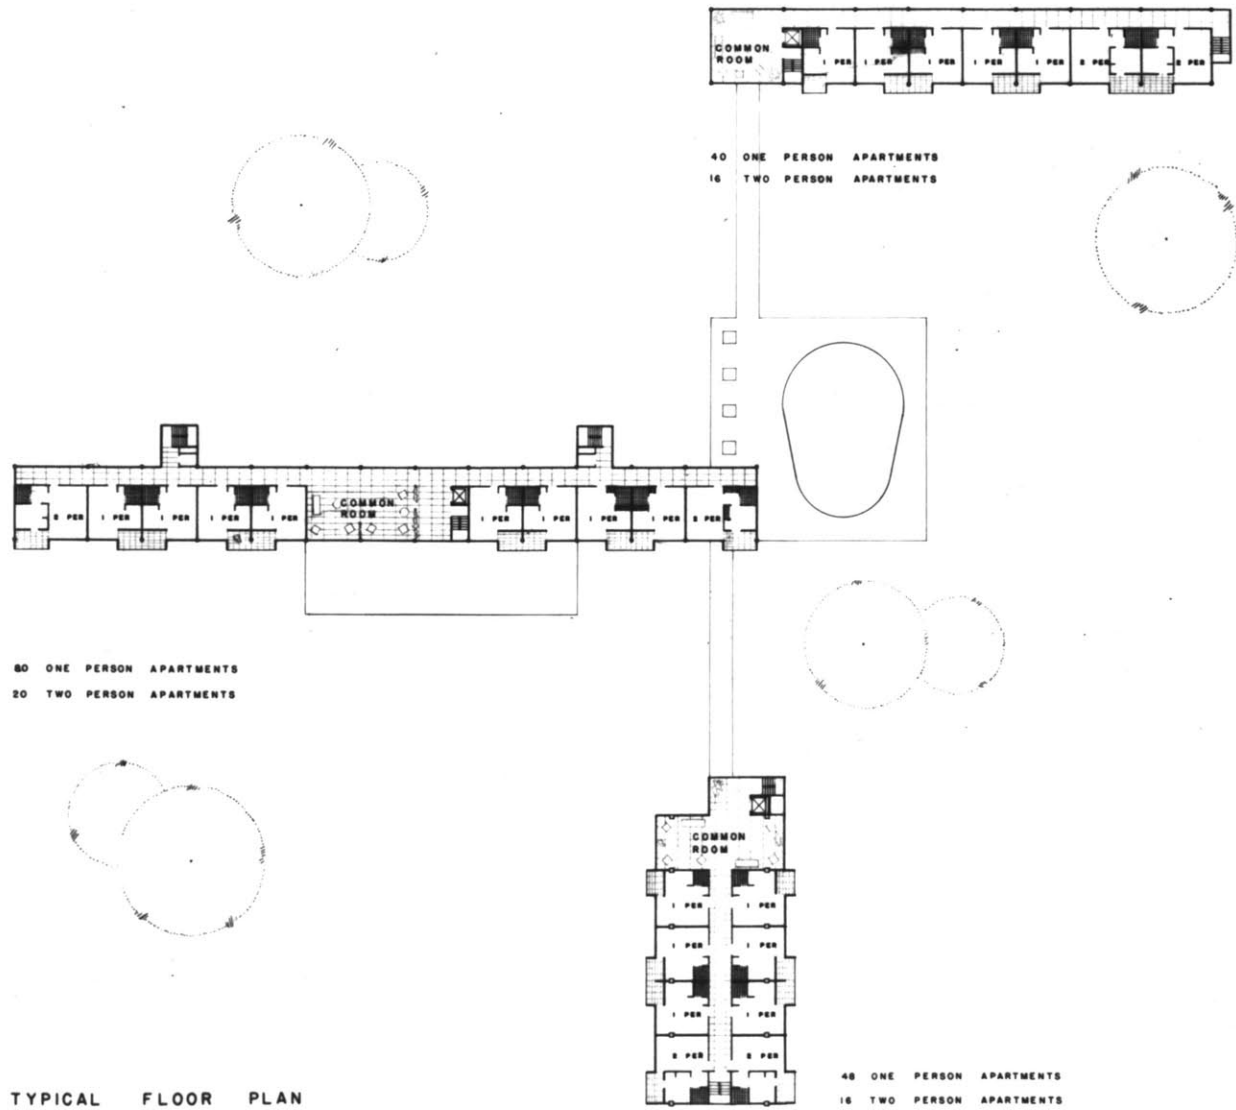 COMMON
ROOM
1 PER 1 PER 1 PER 1 PER 1 PER 2 PER 2 PER
40 ONE PERSON APARTMENTS
16 TWO PERSON APARTMENTS
2 PER 1 PER 1 PER 1 PER 1 PER
COMMON
ROOM
1 PER 1 PER 1 PER 1 PER 2 PER
80 ONE PERSON APARTMENTS
20 TWO PERSON APARTMENTS
COMMON
ROOM
1 PER 1 PER
1 PER 1 PER
1 PER 1 PER
2 PER 2 PER
48 ONE PERSON APARTMENTS
16 TWO PERSON APARTMENTS
TYPICAL FLOOR PLAN